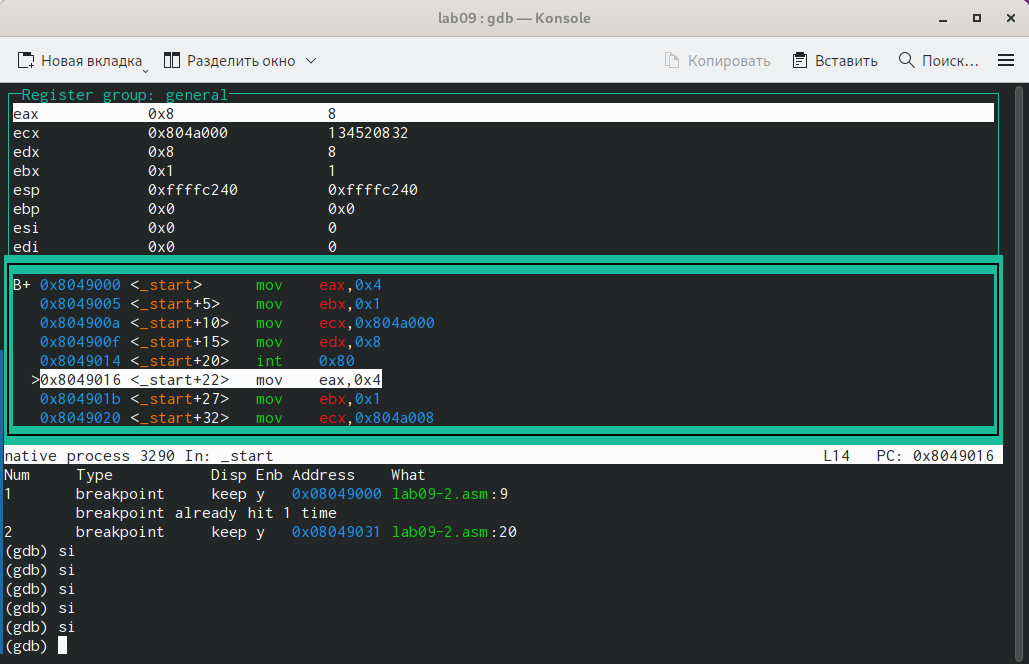 lab09 : gdb — Konsole
Новая вкладка Разделить окно Копировать Вставить Поиск...
Register group: general
eax 0x8 8
ecx 0x804a000 134520832
edx 0x8 8
ebx 0x1 1
esp 0xffffc240 0xffffc240
ebp 0x0 0x0
esi 0x0 0
edi 0x0 0
B+ 0x8049000 <_start> mov eax,0x4
0x8049005 <_start+5> mov ebx,0x1
0x804900a <_start+10> mov ecx,0x804a000
0x804900f <_start+15> mov edx,0x8
0x8049014 <_start+20> int 0x80
>0x8049016 <_start+22> mov eax,0x4
0x804901b <_start+27> mov ebx,0x1
0x8049020 <_start+32> mov ecx,0x804a008
native process 3290 In: _start L14 PC: 0x8049016
Num Type Disp Enb Address What
1 breakpoint keep y 0x08049000 lab09-2.asm:9
breakpoint already hit 1 time
2 breakpoint keep y 0x08049031 lab09-2.asm:20
(gdb) si
(gdb) si
(gdb) si
(gdb) si
(gdb) si
(gdb)